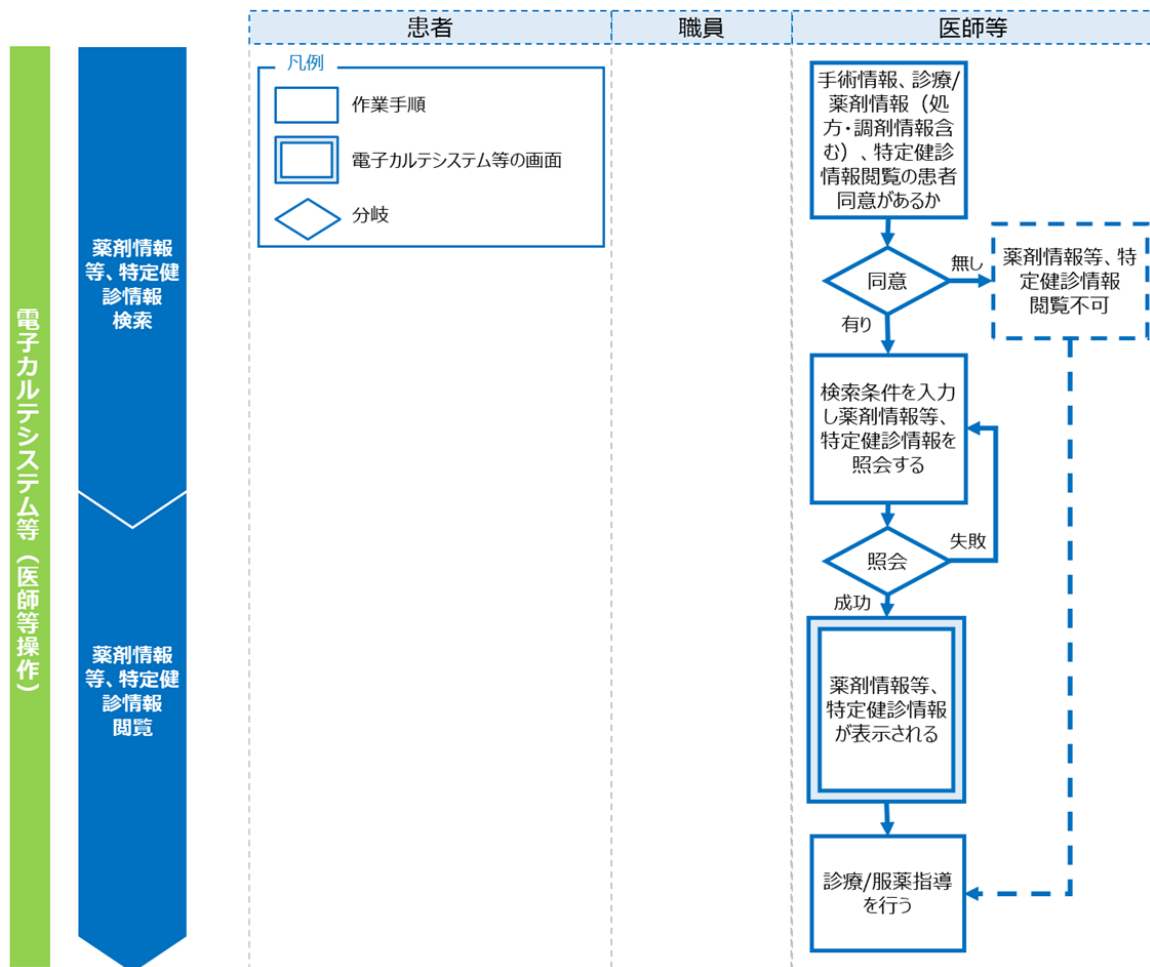 患者
職員
医師等
凡例
作業手順
電子カルテシステム等の画面
分岐
電子カルテシステム等（医師等操作）
薬剤情報
等、特定健
診情報
検索
薬剤情報
等、特定健
診情報
閲覧
手術情報、診療/
薬剤情報（処
方・調剤情報含
む）、特定健診
情報閲覧の患者
同意があるか
同意
無し
薬剤情報等、特
定健診情報
閲覧不可
有り
検索条件を入力
し薬剤情報等、
特定健診情報を
照会する
照会
失敗
成功
薬剤情報等、
特定健診情報
が表示される
診療/服薬指導
を行う